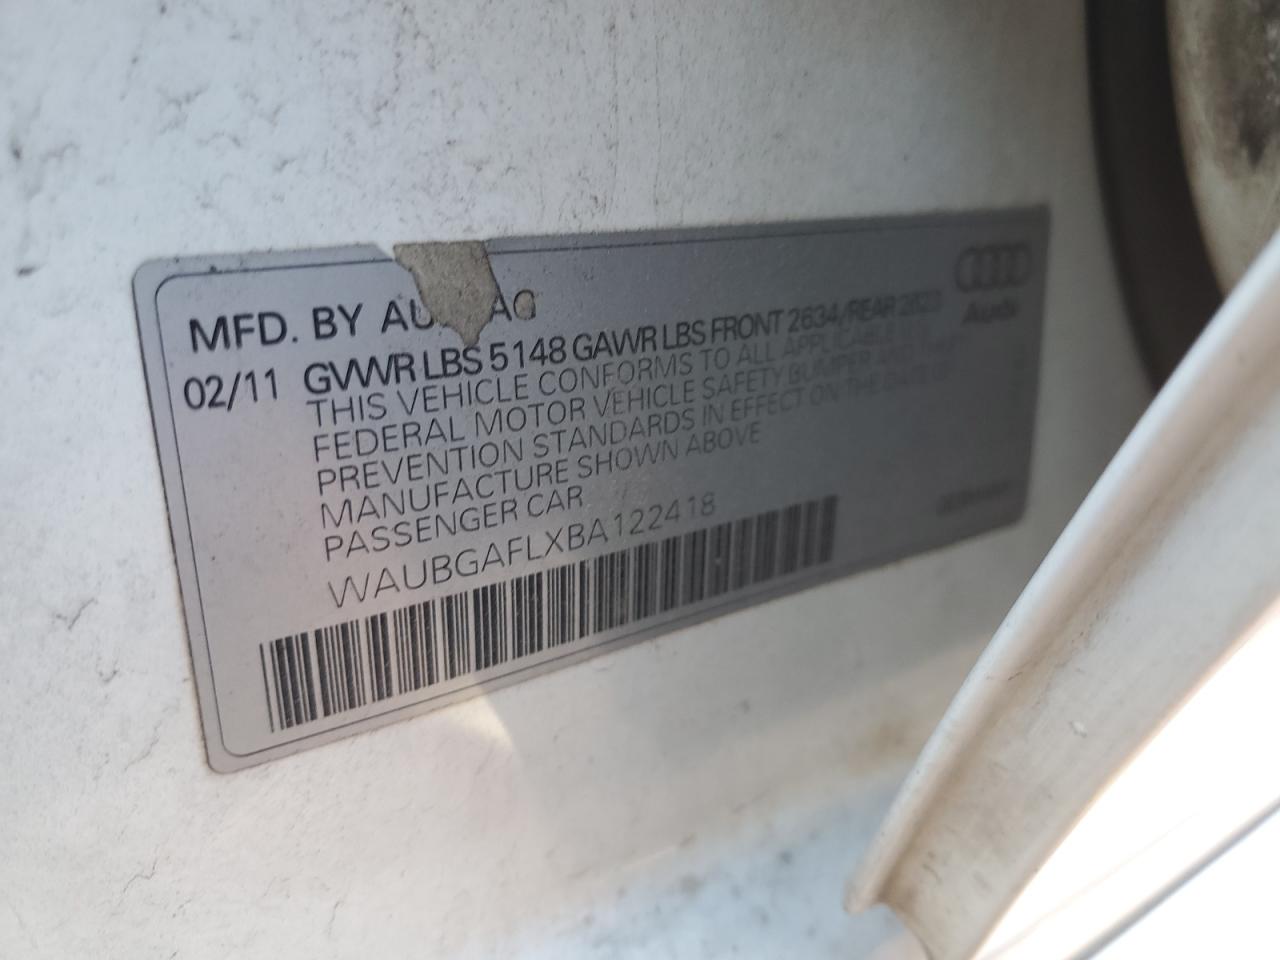 MFD. BY AU AG
02/11 GVWR LBS 5148 GAWR LBS FRONT 2634/REAR 2623
THIS VEHICLE CONFORMS TO ALL APPLICABLE U.S.
FEDERAL MOTOR VEHICLE SAFETY BUMPER AND THEFT
PREVENTION STANDARDS IN EFFECT ON THE DATE OF
MANUFACTURE SHOWN ABOVE
PASSENGER CAR
WAUBGAFLXBA122418
Audi